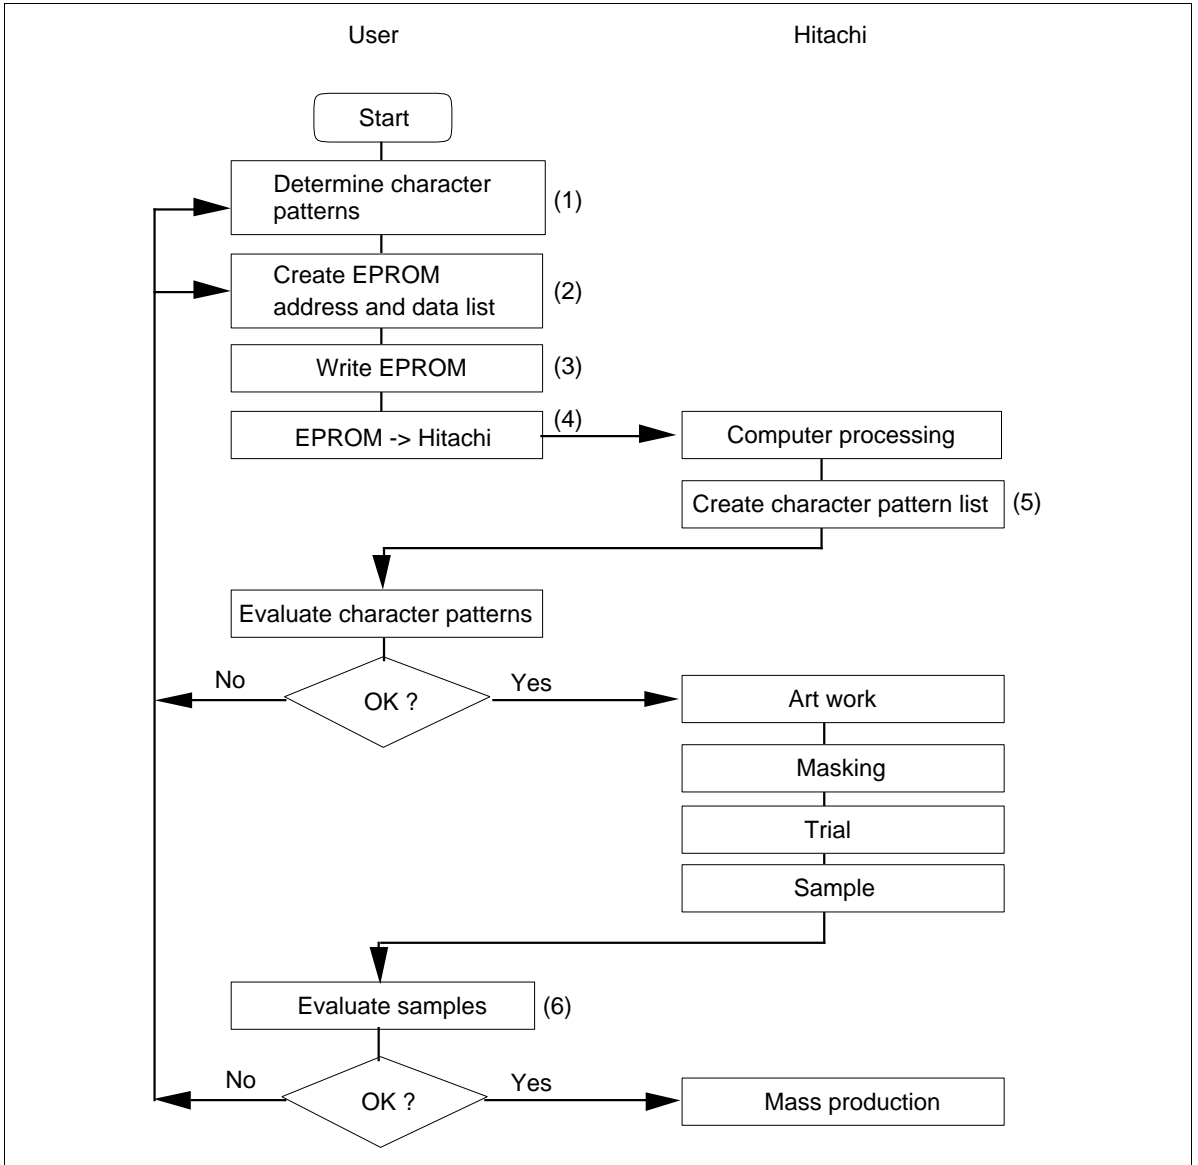 User
Hitachi
Start
Determine character
patterns
(1)
Create EPROM
address and data list
(2)
Write EPROM
(3)
EPROM -> Hitachi
(4)
Computer processing
Create character pattern list
(5)
Evaluate character patterns
No
OK ?
Yes
Art work
Masking
Trial
Sample
Evaluate samples
(6)
No
OK ?
Yes
Mass production